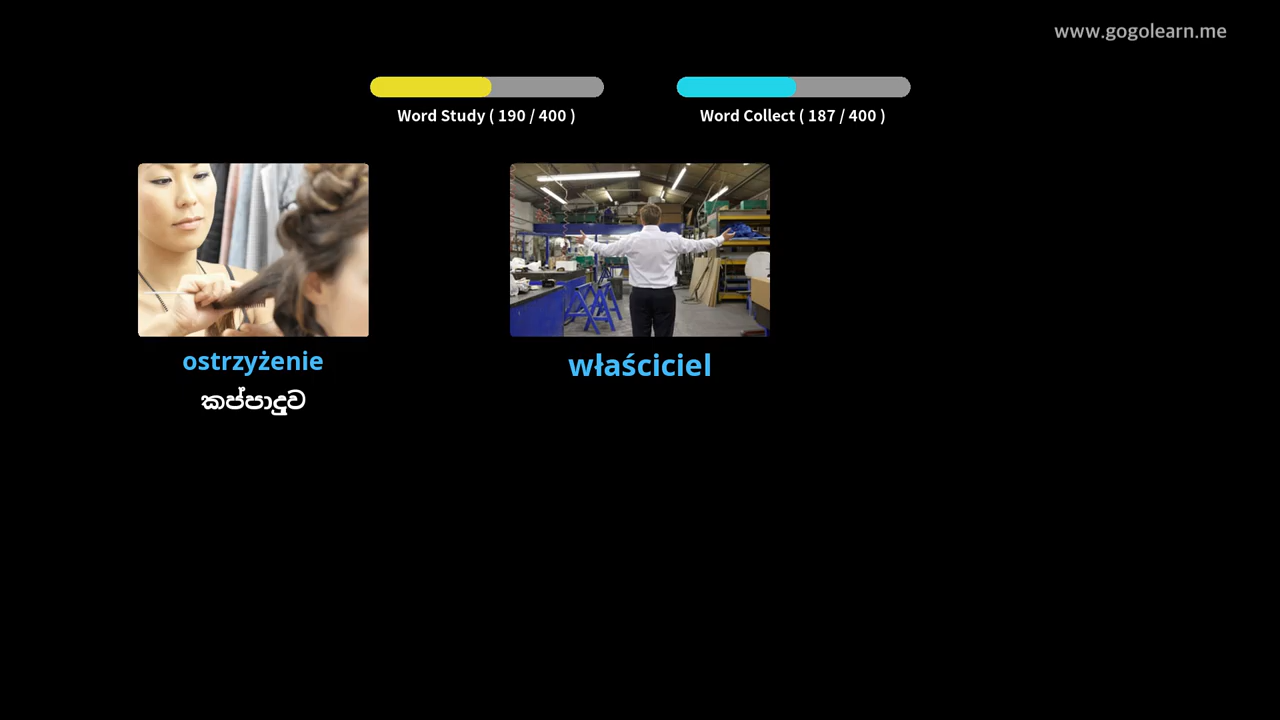 www.gogolearn.me
Word Study ( 190 / 400 )
Word Collect ( 187 / 400 )
ostrzyżenie
කප්පාදුව
właściciel